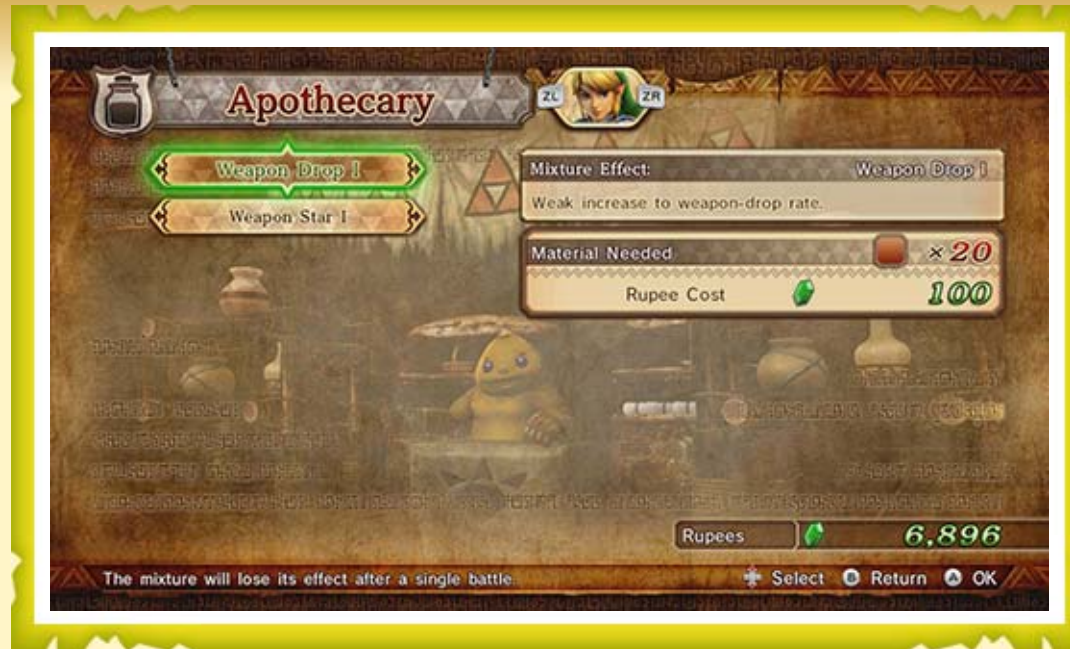 Apothecary
ZL ZR
Weapon Drop I
Weapon Star I
Mixture Effect: Weapon Drop I
Weak increase to weapon-drop rate.
Material Needed ×20
Rupee Cost 100
Rupees 6,896
The mixture will lose its effect after a single battle.
Select B Return A OK